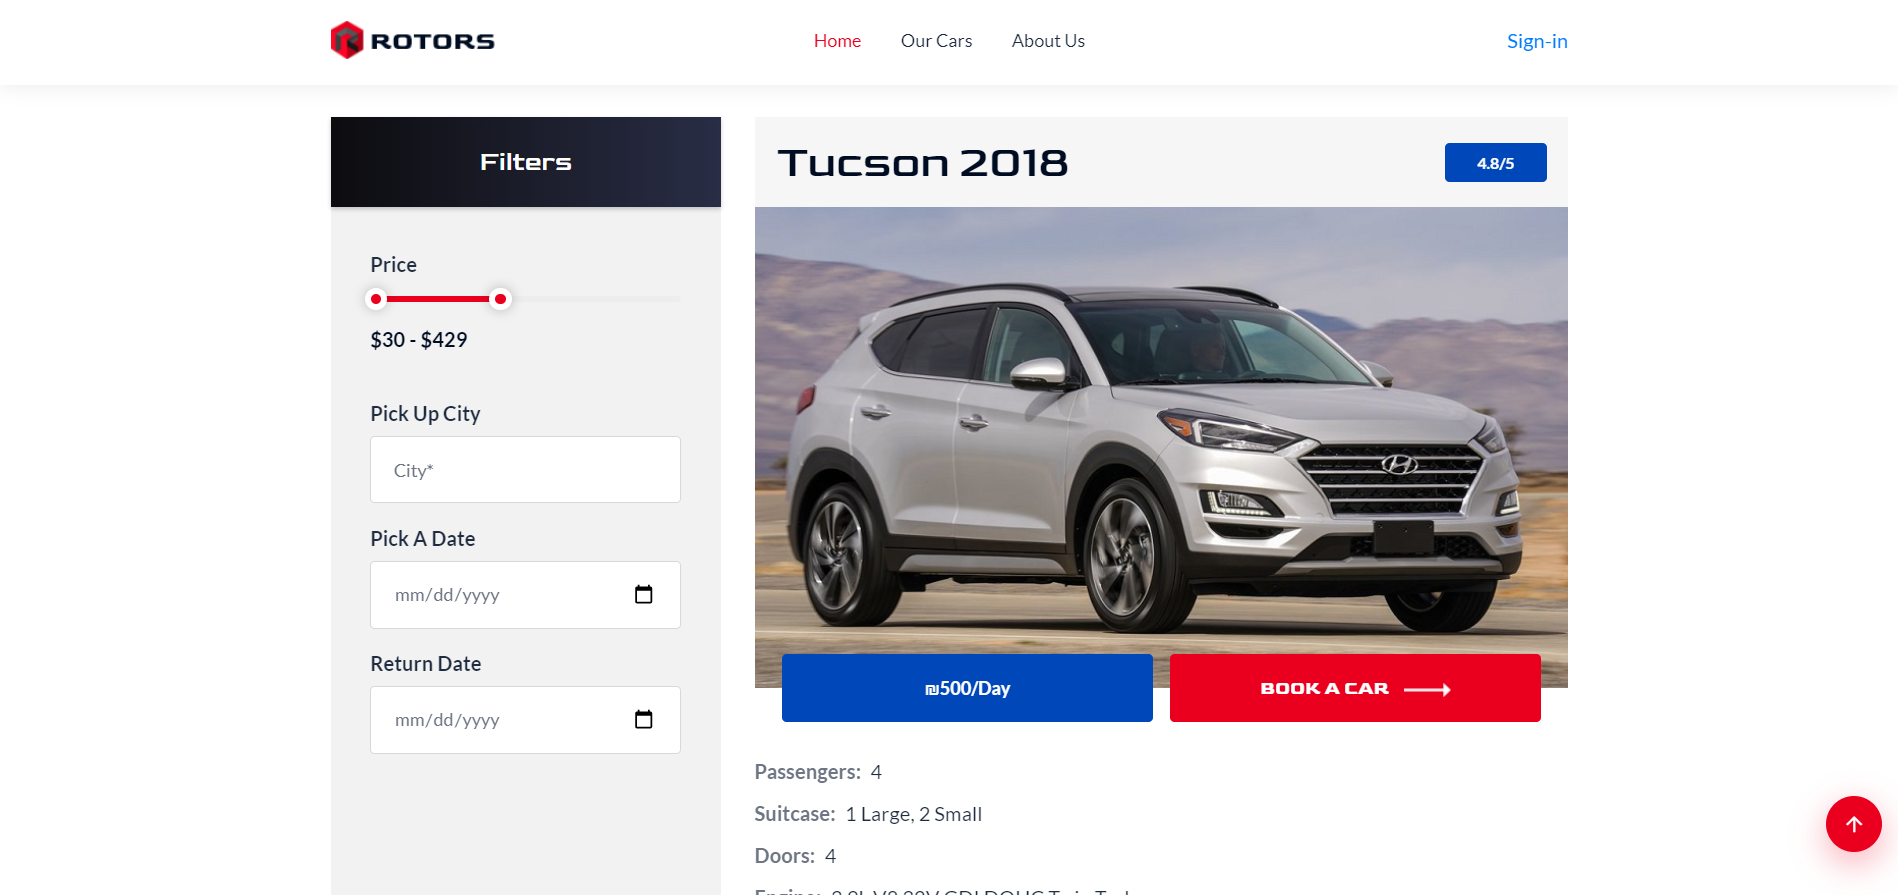 ROTORS
Home
Our Cars
About Us
Sign-in
Filters
Price
$30 - $429
Pick Up City
City*
Pick A Date
mm/dd/yyyy
Return Date
mm/dd/yyyy
Tucson 2018
4.8/5
₪500/Day
BOOK A CAR
Passengers: 4
Suitcase: 1 Large, 2 Small
Doors: 4